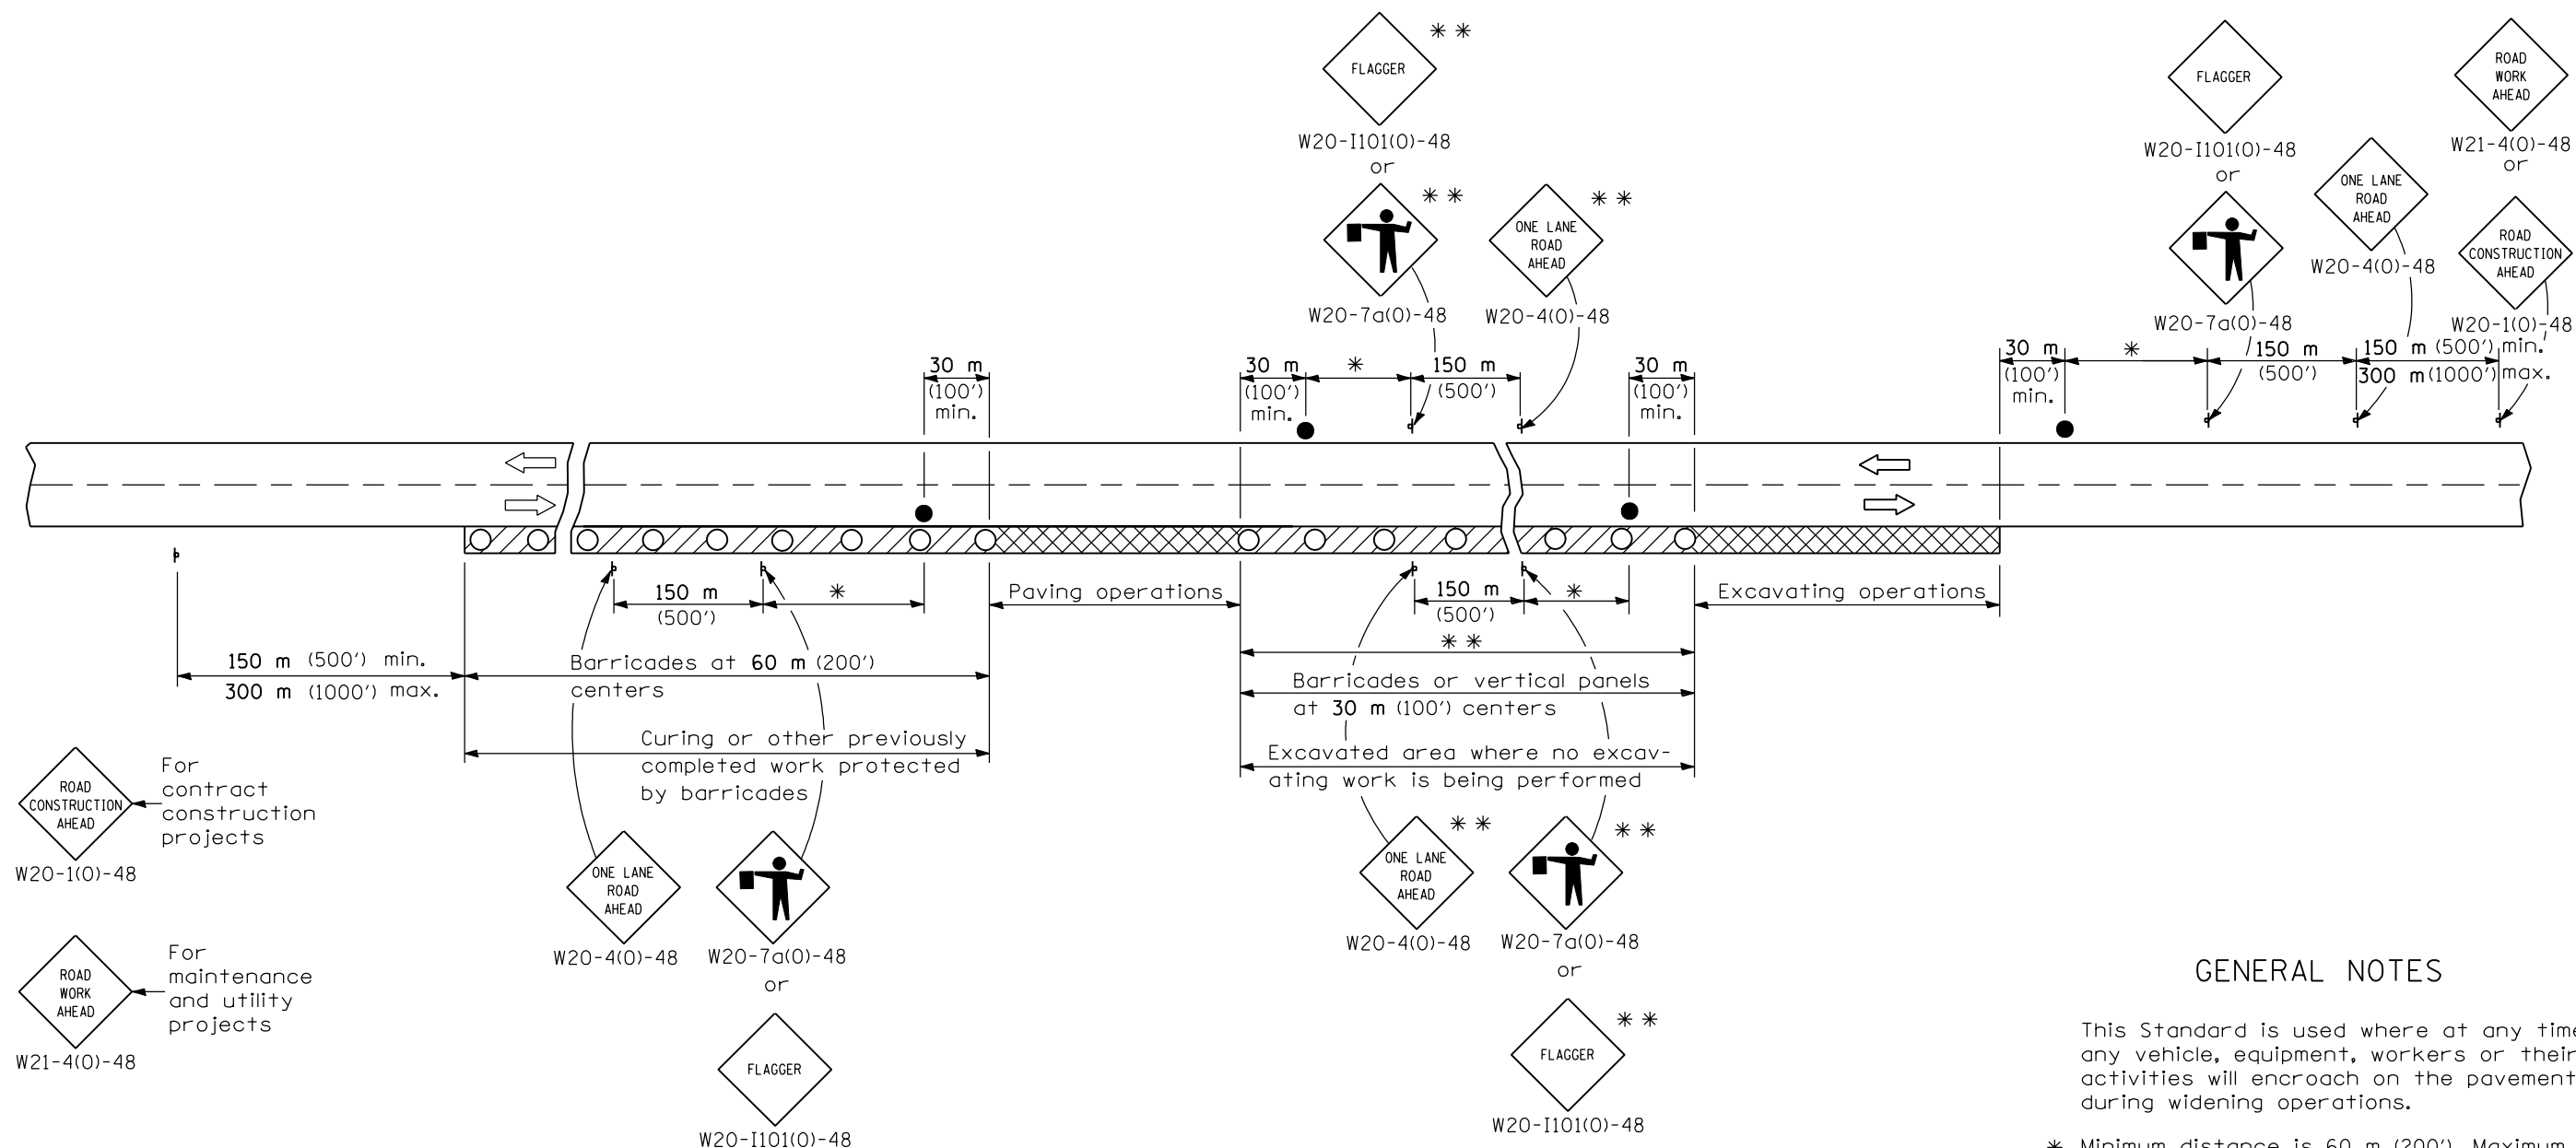 ✳ ✳
FLAGGER
W20-I101(O)-48
or
✳ ✳
W20-7a(O)-48
✳ ✳
ONE LANE
ROAD
AHEAD
W20-4(O)-48
FLAGGER
W20-I101(O)-48
or
W20-7a(O)-48
ONE LANE
ROAD
AHEAD
W20-4(O)-48
ROAD
WORK
AHEAD
W21-4(O)-48
or
ROAD
CONSTRUCTION
AHEAD
W20-1(O)-48
30 m
(100')
min.
30 m
(100')
min.
✳
150 m
(500')
30 m
(100')
min.
30 m
(100')
min.
✳
150 m
(500')
150 m (500') min.
300 m (1000') max.
150 m
(500')
✳
Paving operations
150 m
(500')
✳
Excavating operations
150 m (500') min.
300 m (1000') max.
Barricades at 60 m (200')
centers
✳ ✳
Barricades or vertical panels
at 30 m (100') centers
Curing or other previously
completed work protected
by barricades
Excavated area where no excav-
ating work is being performed
ROAD
CONSTRUCTION
AHEAD
W20-1(O)-48
For
contract
construction
projects
ROAD
WORK
AHEAD
W21-4(O)-48
For
maintenance
and utility
projects
ONE LANE
ROAD
AHEAD
W20-4(O)-48
W20-7a(O)-48
or
FLAGGER
W20-I101(O)-48
✳ ✳
ONE LANE
ROAD
AHEAD
W20-4(O)-48
✳ ✳
W20-7a(O)-48
or
✳ ✳
FLAGGER
W20-I101(O)-48
GENERAL NOTES
This Standard is used where at any time
any vehicle, equipment, workers or their
activities will encroach on the pavement
during widening operations.
✳ Minimum distance is 60 m (200'). Maximum